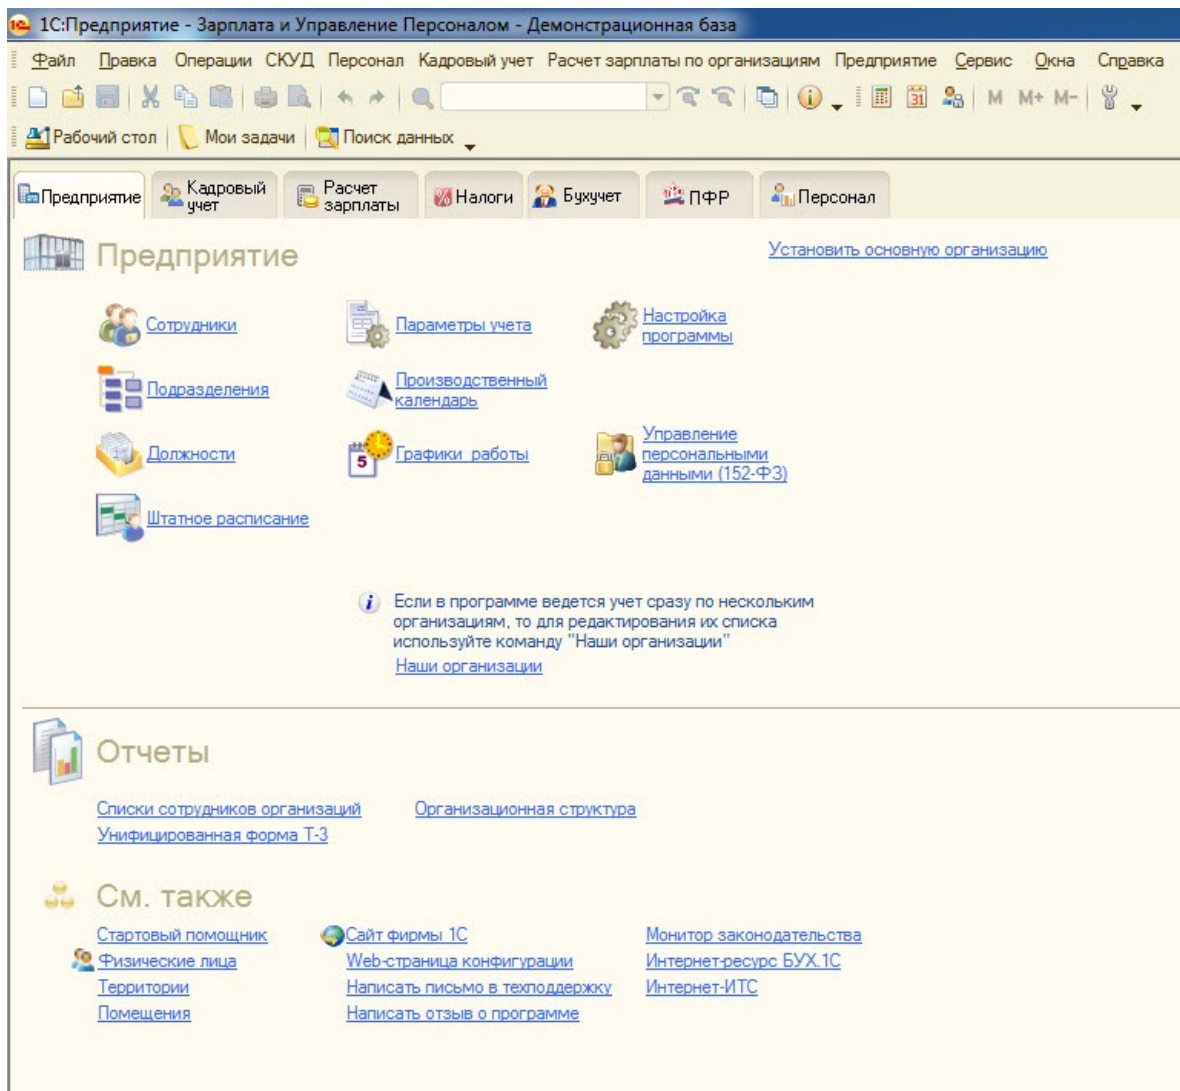 1С:Предприятие - Зарплата и Управление Персоналом - Демонстрационная база
Файл Правка Операции СКУД Персонал Кадровый учет Расчет зарплаты по организациям Предприятие Сервис Окна Справка
31 M M+ M-
Рабочий стол Мои задачи Поиск данных
Предприятие Кадровый учет Расчет зарплаты Налоги Бухучет ПФР Персонал
Предприятие Установить основную организацию
Сотрудники Параметры учета Настройка
программы
Подразделения Производственный
календарь
Должности 5 Графики работы Управление
персональными
данными (152-ФЗ)
Штатное расписание
Если в программе ведется учет сразу по нескольким
организациям, то для редактирования их списка
используйте команду "Наши организации"
Наши организации
Отчеты
Списки сотрудников организаций Организационная структура
Унифицированная форма Т-3
См. также
Стартовый помощник Сайт фирмы 1С Монитор законодательства
Физические лица Web-страница конфигурации Интернет-ресурс БУХ.1С
Территории Написать письмо в техподдержку Интернет-ИТС
Помещения Написать отзыв о программе